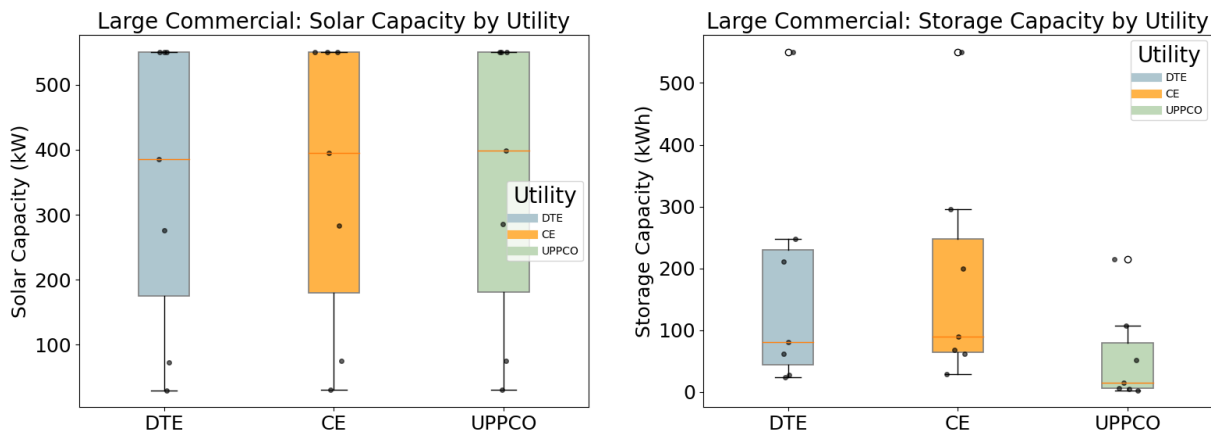 Large Commercial: Solar Capacity by Utility
Solar Capacity (kW)
500
400
300
200
100
DTE
CE
UPPCO
Utility
DTE
CE
UPPCO
Large Commercial: Storage Capacity by Utility
Storage Capacity (kWh)
500
400
300
200
100
0
DTE
CE
UPPCO
Utility
DTE
CE
UPPCO